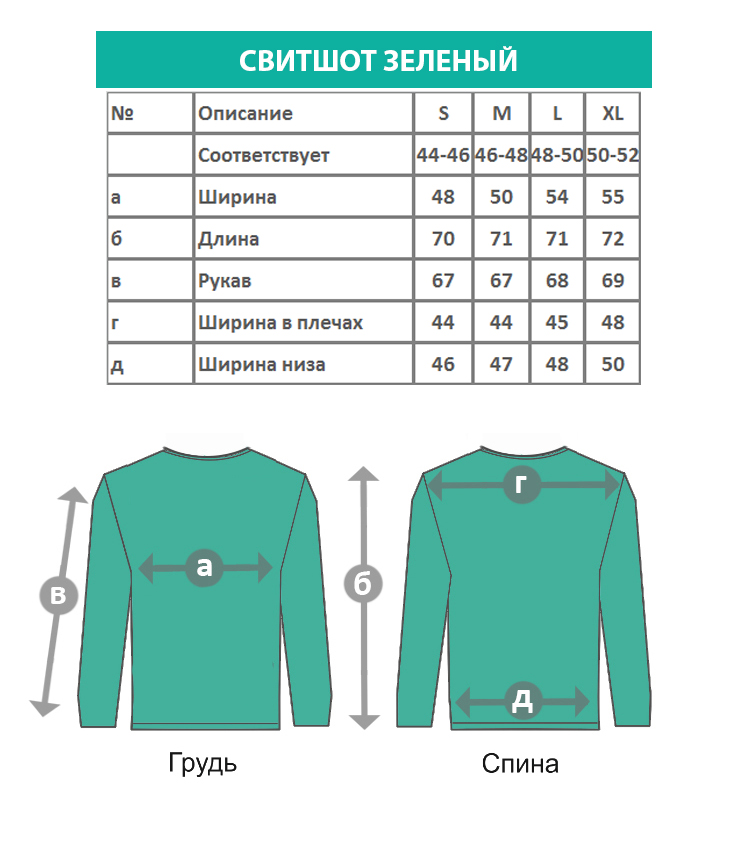 СВИТШОТ ЗЕЛЕНЫЙ
№ Описание S M L XL
Соответствует 44-46 46-48 48-50 50-52
а Ширина 48 50 54 55
б Длина 70 71 71 72
в Рукав 67 67 68 69
г Ширина в плечах 44 44 45 48
д Ширина низа 46 47 48 50
г
а
в
б
д
Грудь
Спина